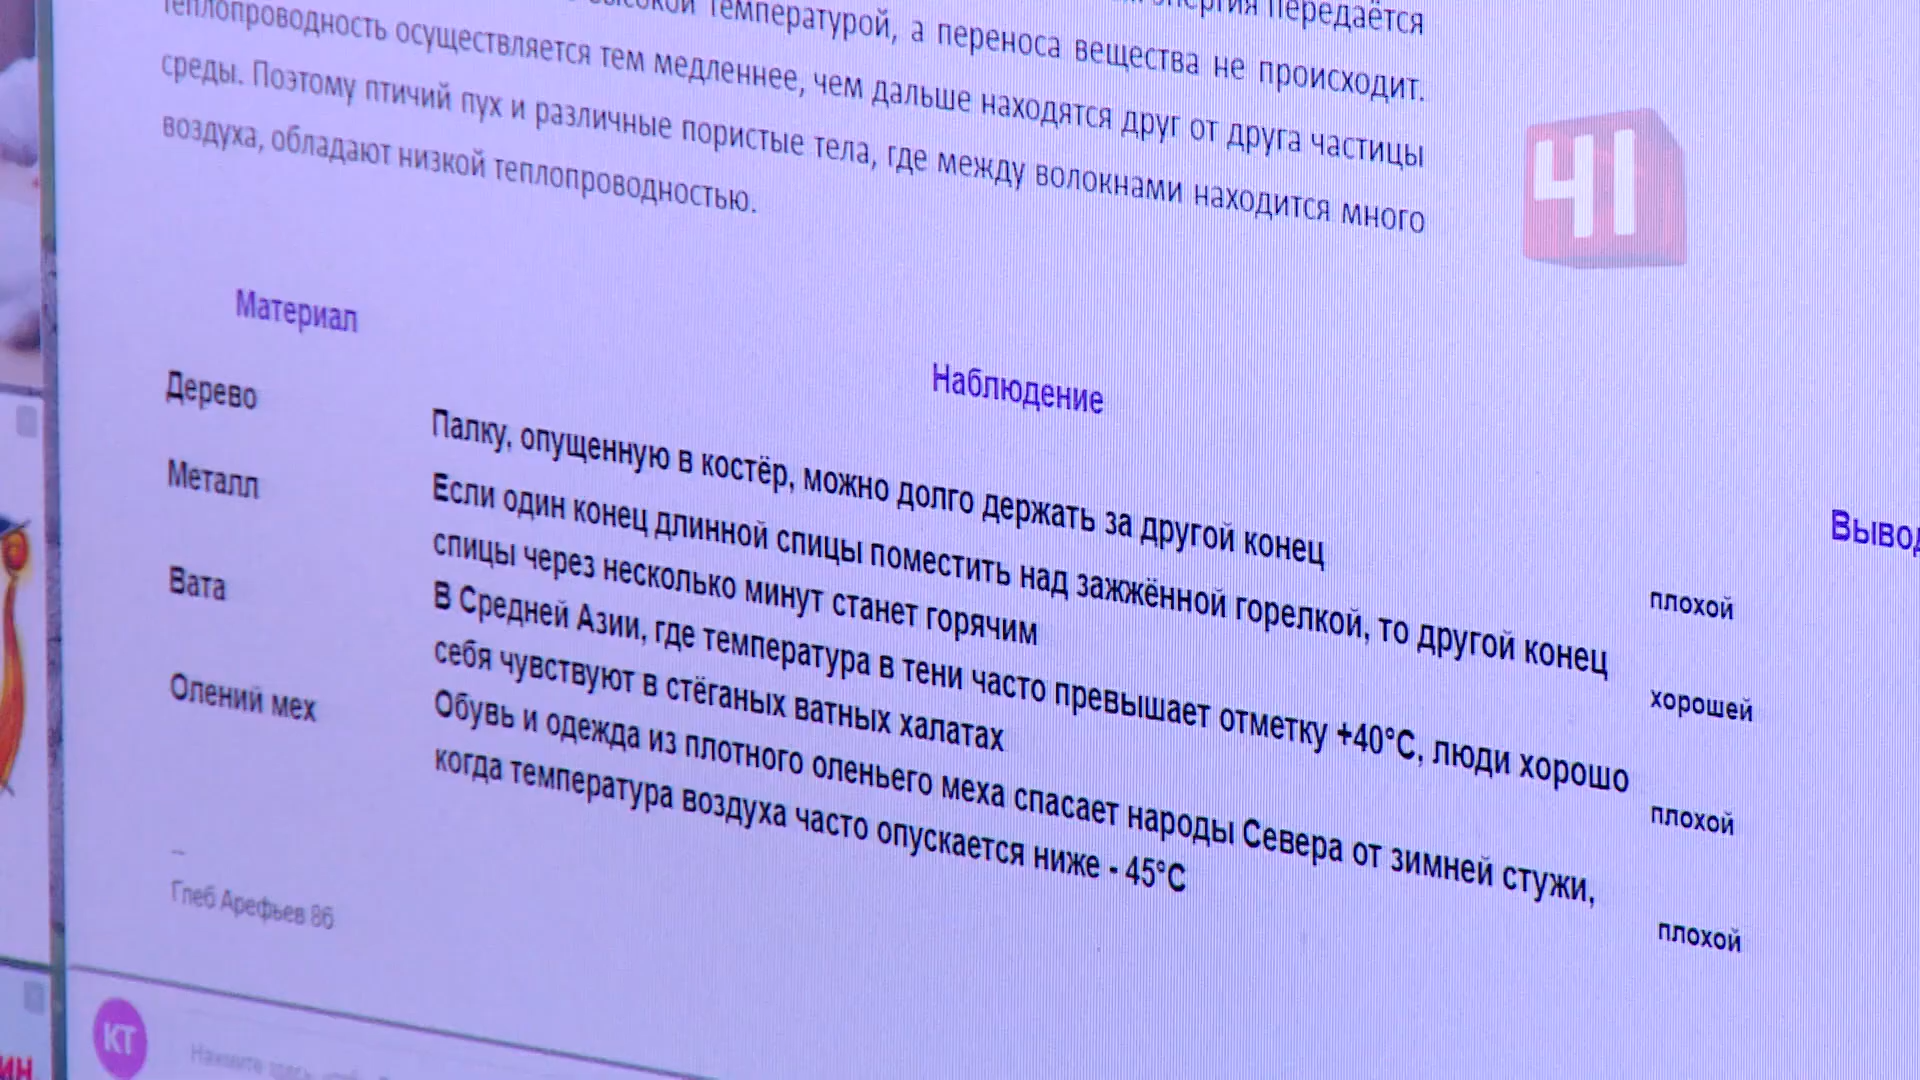 энергия передаётся
высокой температурой, а переноса вещества не происходит.
теплопроводность осуществляется тем медленнее, чем дальше находятся друг от друга частицы
среды. Поэтому птичий пух и различные пористые тела, где между волокнами находится много
воздуха, обладают низкой теплопроводностью.
41
Материал
Наблюдение
Дерево
Палку, опущенную в костёр, можно долго держать за другой конец
плохой
Металл
Если один конец длинной спицы поместить над зажжённой горелкой, то другой конец
спицы через несколько минут станет горячим
хорошей
Вата
В Средней Азии, где температура в тени часто превышает отметку +40°С, люди хорошо
себя чувствуют в стёганых ватных халатах
плохой
Олений мех
Обувь и одежда из плотного оленьего меха спасает народы Севера от зимней стужи,
когда температура воздуха часто опускается ниже - 45°С
плохой
--
Глеб Арефьев 8б
КТ
Нажмите здесь, чтобы